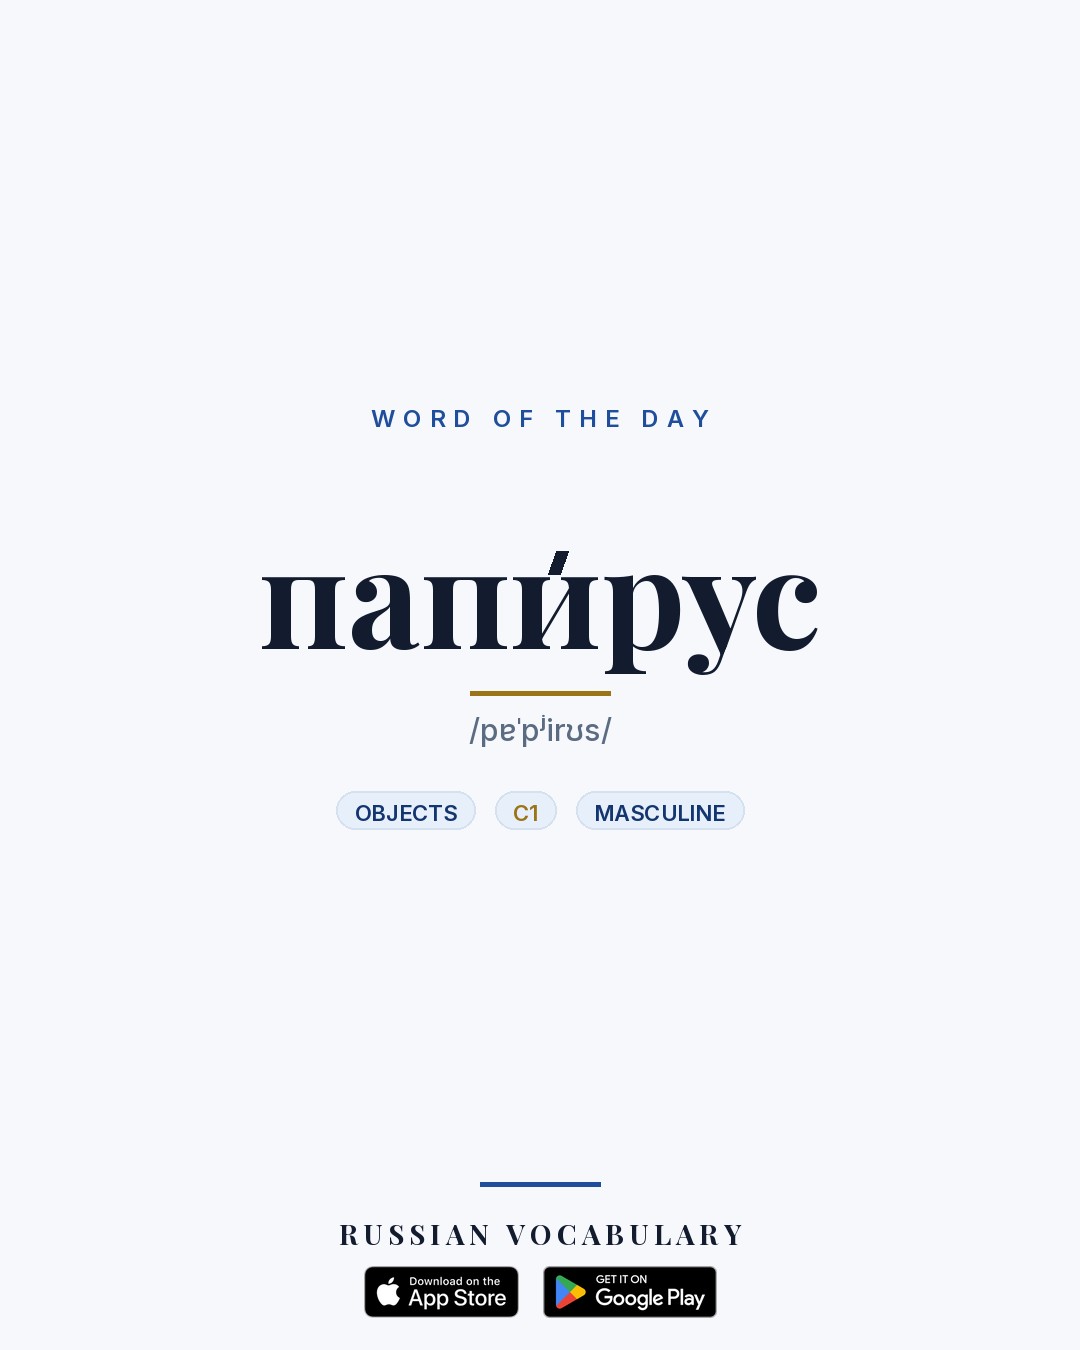 WORD OF THE DAY
папи́рус
/pɐˈpʲirʊs/
OBJECTS C1 MASCULINE
RUSSIAN VOCABULARY
Download on the App Store
GET IT ON Google Play